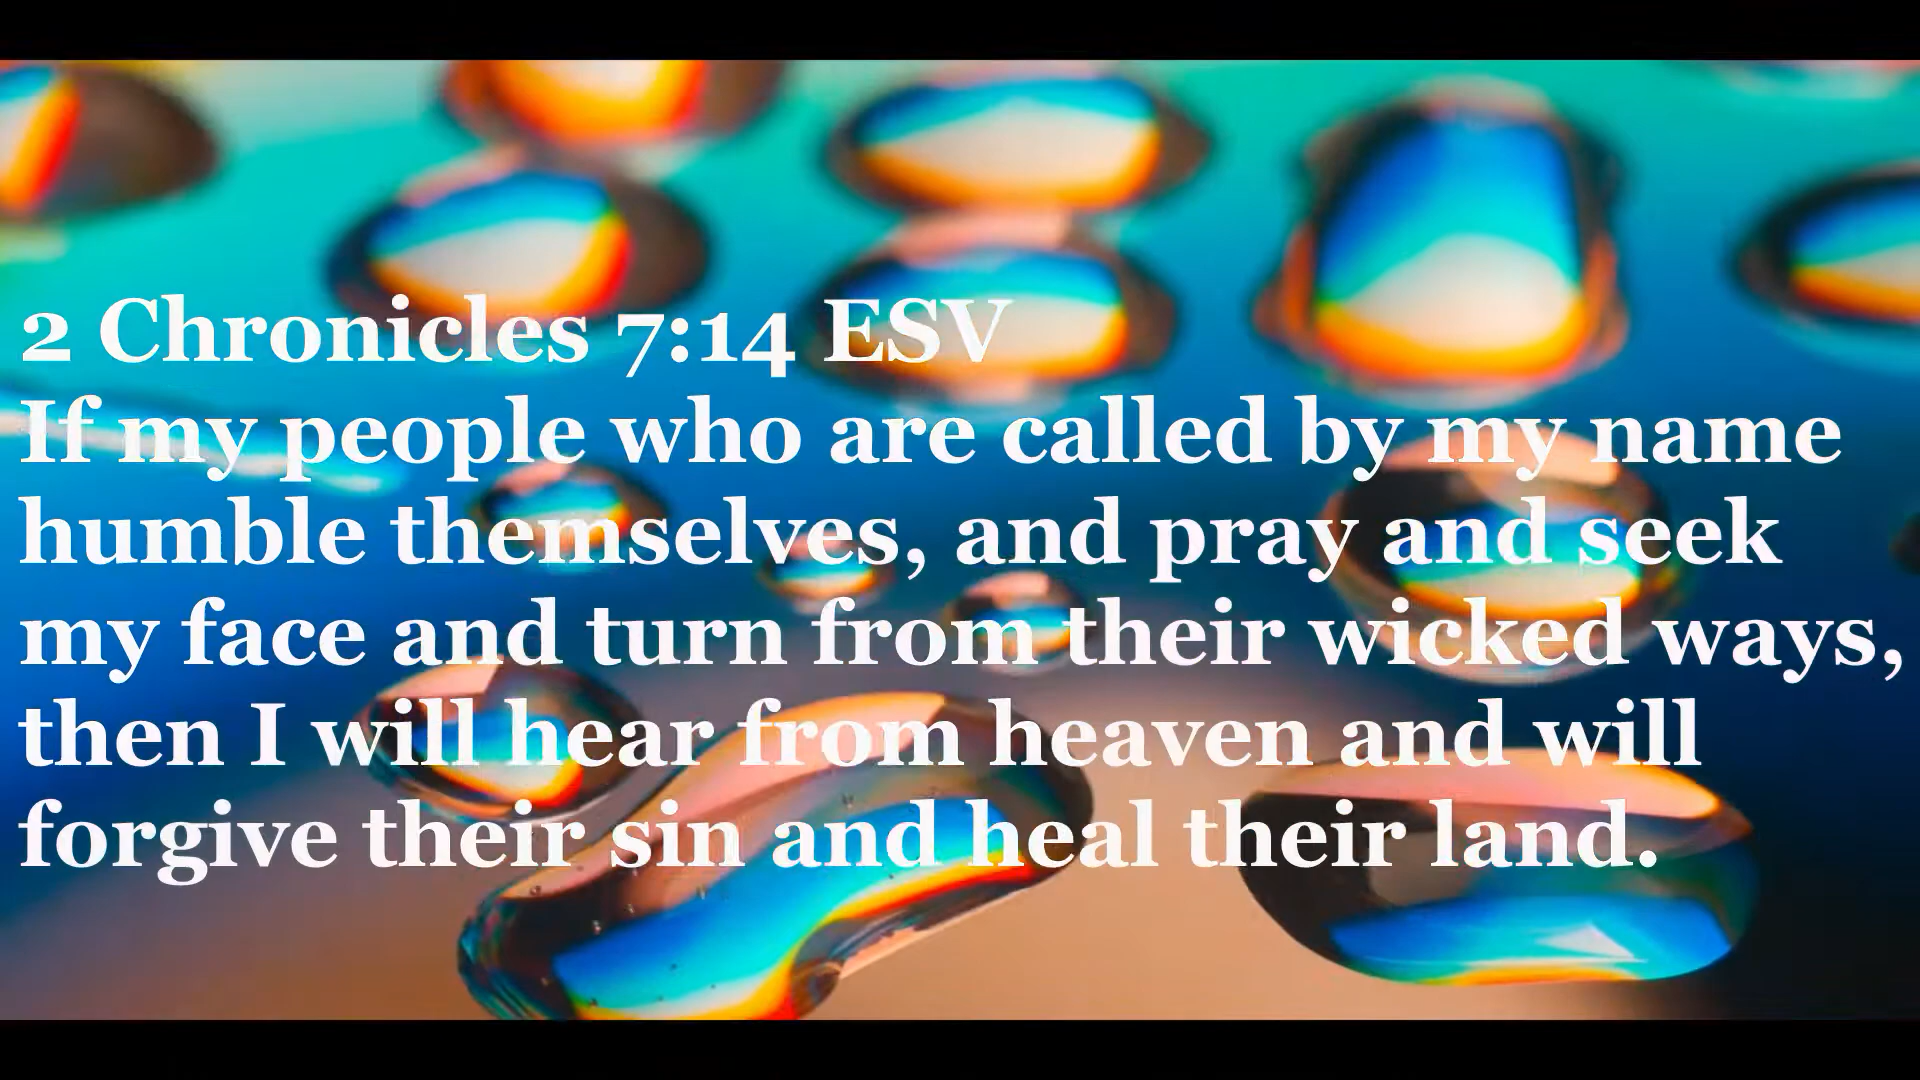 2 Chronicles 7:14 ESV
If my people who are called by my name
humble themselves, and pray and seek
my face and turn from their wicked ways,
then I will hear from heaven and will
forgive their sin and heal their land.